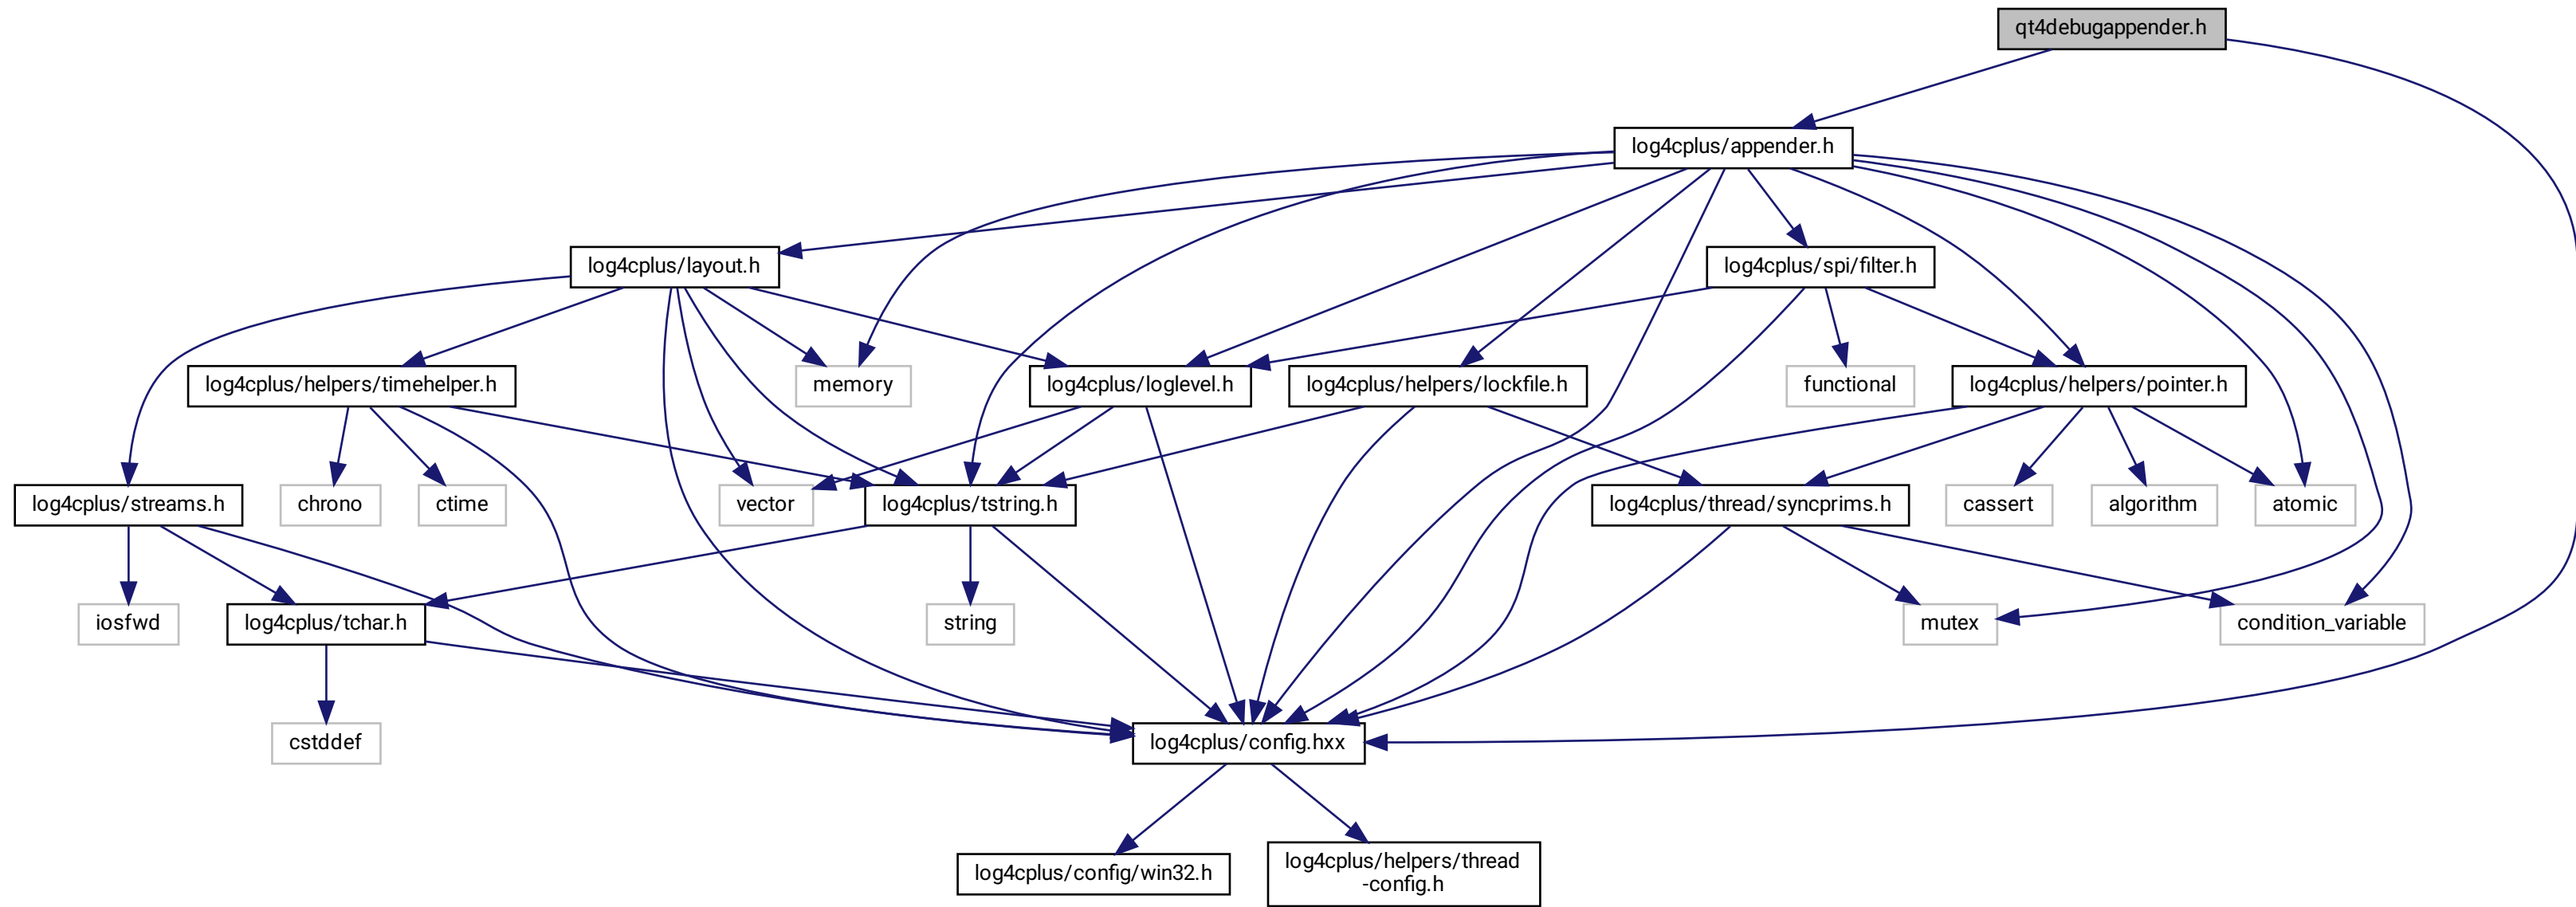 qt4debugappender.h
log4cplus/appender.h
log4cplus/layout.h
log4cplus/spi/filter.h
log4cplus/helpers/timehelper.h
memory
log4cplus/loglevel.h
log4cplus/helpers/lockfile.h
functional
log4cplus/helpers/pointer.h
log4cplus/streams.h
chrono
ctime
vector
log4cplus/tstring.h
log4cplus/thread/syncprims.h
cassert
algorithm
atomic
iosfwd
log4cplus/tchar.h
string
mutex
condition_variable
cstddef
log4cplus/config.hxx
log4cplus/config/win32.h
log4cplus/helpers/thread
-config.h